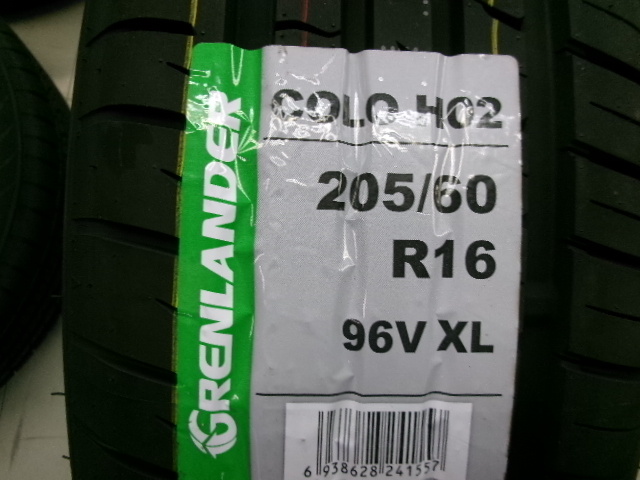 GRENLANDER
COLO H02
205/60
R16
96V XL
6 938628 241557